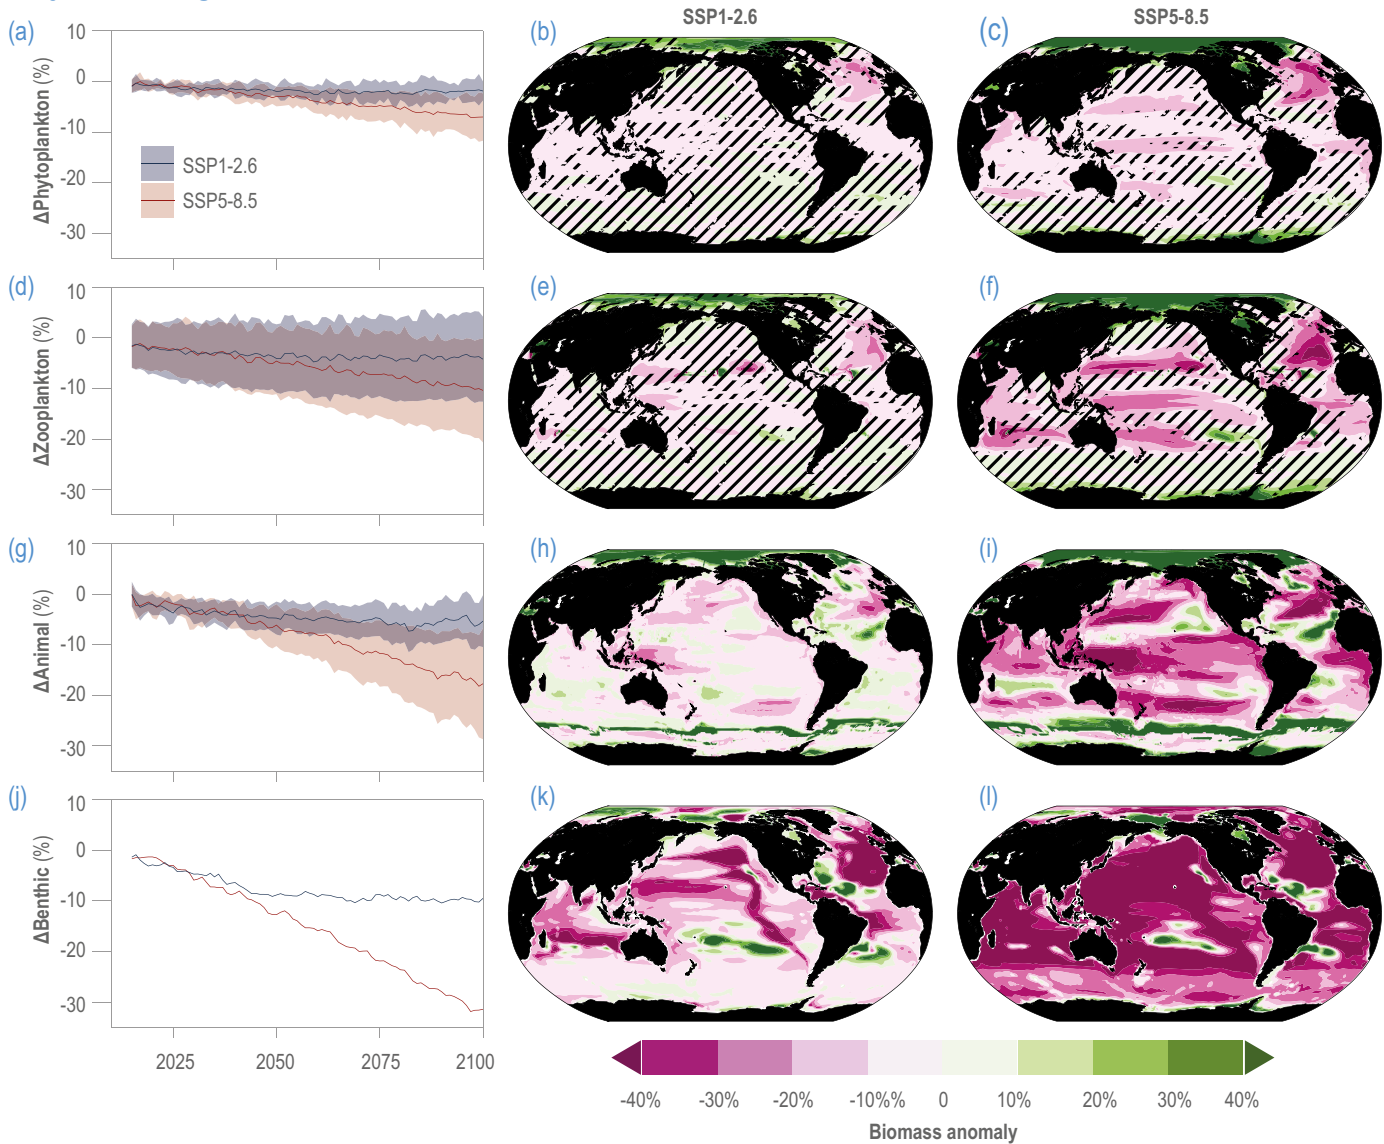 SSP1-2.6
SSP5-8.5
(a)
10
0
-10
-20
-30
ΔPhytoplankton (%)
SSP1-2.6
SSP5-8.5
(b)
(c)
(d)
10
0
-10
-20
-30
ΔZooplankton (%)
(e)
(f)
(g)
10
0
-10
-20
-30
ΔAnimal (%)
(h)
(i)
(j)
10
0
-10
-20
-30
ΔBenthic (%)
2025
2050
2075
2100
(k)
(l)
-40%
-30%
-20%
-10%%
0
10%
20%
30%
40%
Biomass anomaly